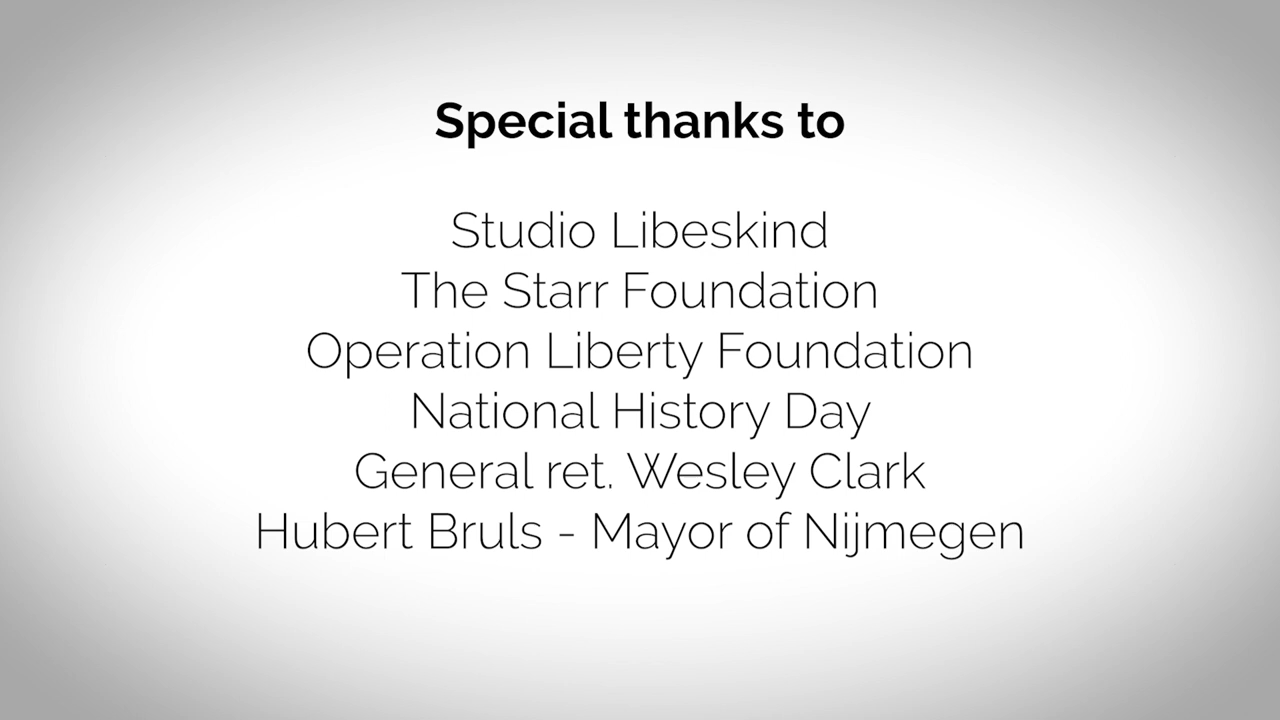 Special thanks to
Studio Libeskind
The Starr Foundation
Operation Liberty Foundation
National History Day
General ret. Wesley Clark
Hubert Bruls - Mayor of Nijmegen